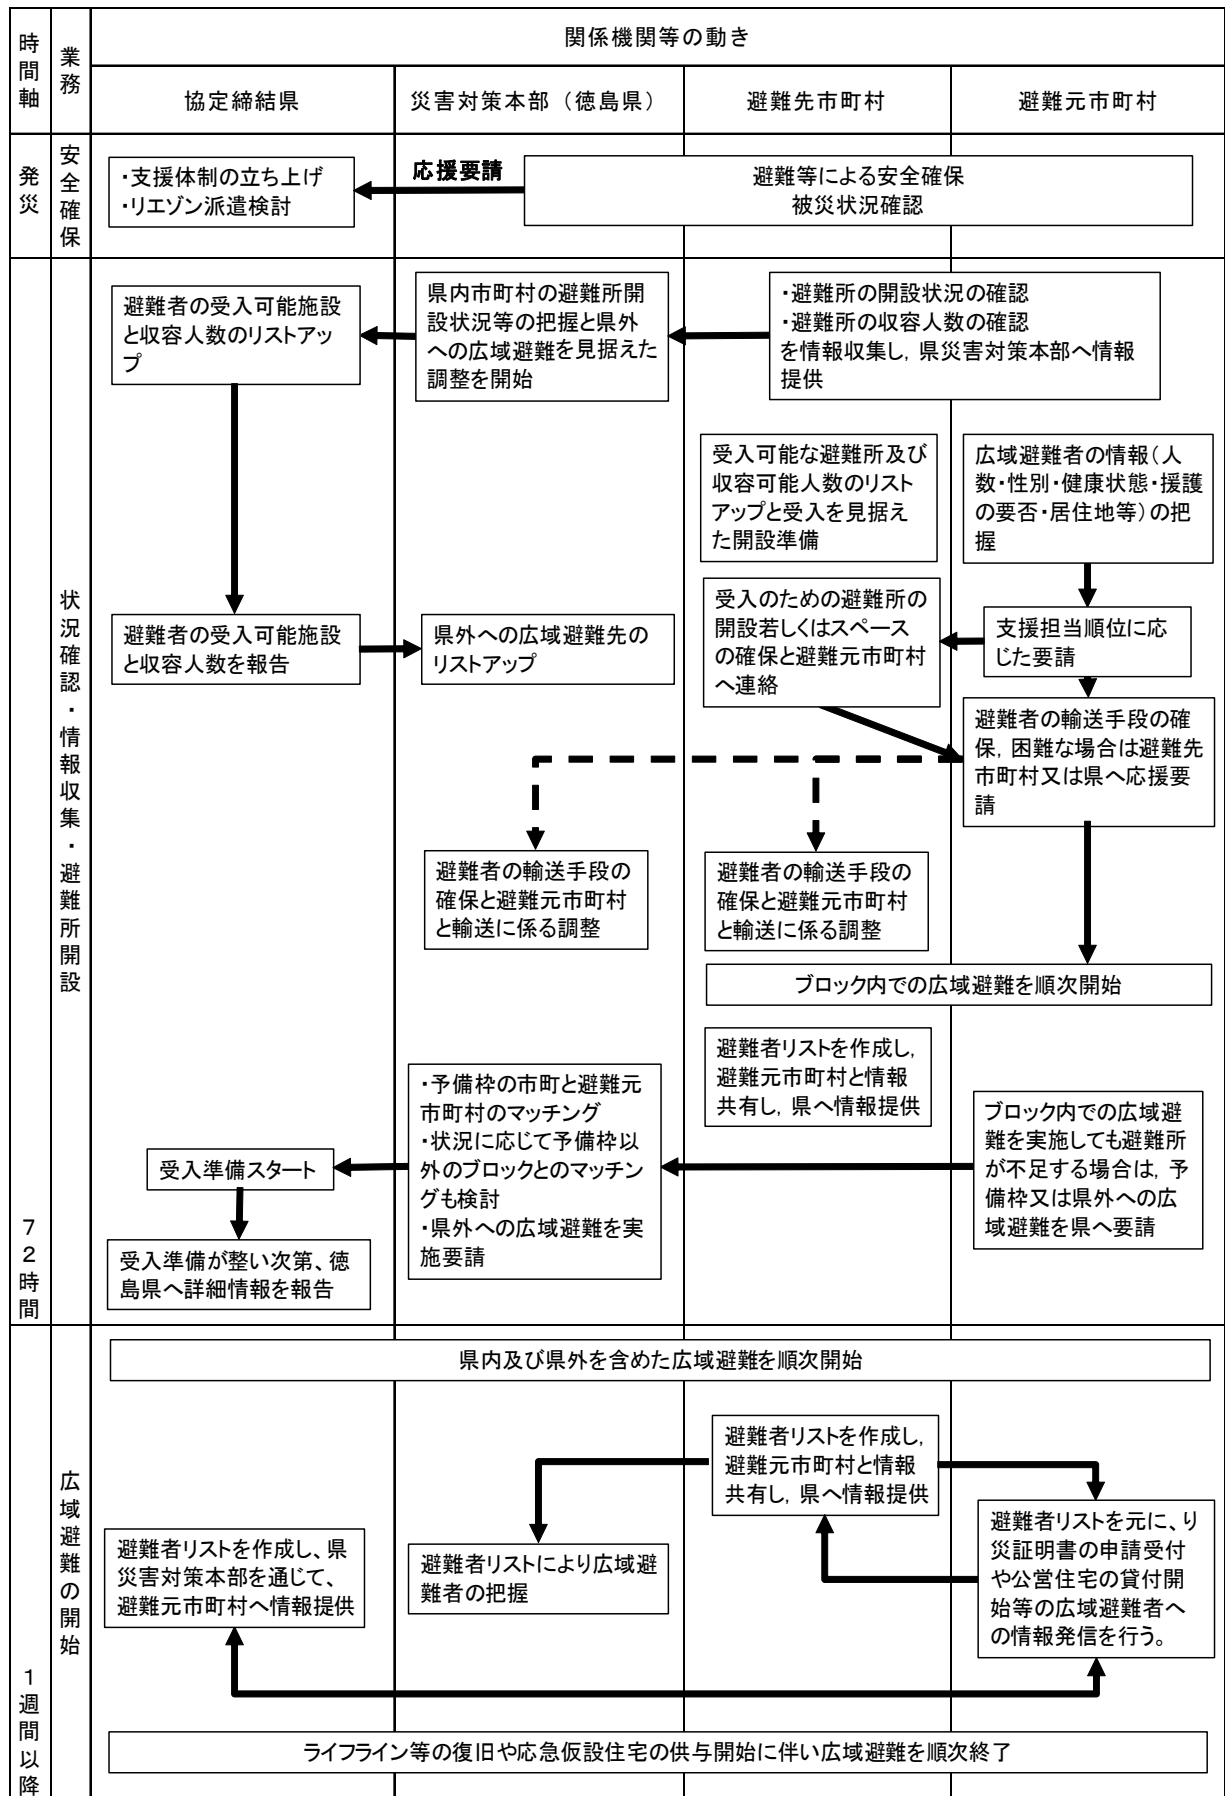 時間軸
業務
関係機関等の動き
協定締結県
災害対策本部（徳島県）
避難先市町村
避難元市町村
発災
安全確保
・支援体制の立ち上げ
・リエゾン派遣検討
応援要請
避難等による安全確保
被災状況確認
72時間
状況確認・情報収集・避難所開設
避難者の受入可能施設
と収容人数のリストアッ
プ
県内市町村の避難所開
設状況等の把握と県外
への広域避難を見据えた
調整を開始
・避難所の開設状況の確認
・避難所の収容人数の確認
を情報収集し，県災害対策本部へ情報
提供
受入可能な避難所及び
収容可能人数のリスト
アップと受入を見据え
た開設準備
広域避難者の情報（人
数・性別・健康状態・援護
の要否・居住地等）の把
握
避難者の受入可能施設
と収容人数を報告
県外への広域避難先の
リストアップ
受入のための避難所の
開設若しくはスペース
の確保と避難元市町村
へ連絡
支援担当順位に応
じた要請
避難者の輸送手段の確
保，困難な場合は避難先
市町村又は県へ応援要
請
避難者の輸送手段の
確保と避難元市町村
と輸送に係る調整
避難者の輸送手段の
確保と避難元市町村
と輸送に係る調整
ブロック内での広域避難を順次開始
避難者リストを作成し，
避難元市町村と情報
共有し，県へ情報提供
・予備枠の市町と避難元
市町村のマッチング
・状況に応じて予備枠以
外のブロックとのマッチン
グも検討
・県外への広域避難を実
施要請
ブロック内での広域避
難を実施しても避難所
が不足する場合は，予
備枠又は県外への広
域避難を県へ要請
受入準備スタート
受入準備が整い次第、徳
島県へ詳細情報を報告
1週間以降
広域避難の開始
県内及び県外を含めた広域避難を順次開始
避難者リストを作成し，
避難元市町村と情報
共有し，県へ情報提供
避難者リストを作成し、県
災害対策本部を通じて、
避難元市町村へ情報提供
避難者リストにより広域避
難者の把握
避難者リストを元に、り
災証明書の申請受付
や公営住宅の貸付開
始等の広域避難者へ
の情報発信を行う。
ライフライン等の復旧や応急仮設住宅の供与開始に伴い広域避難を順次終了